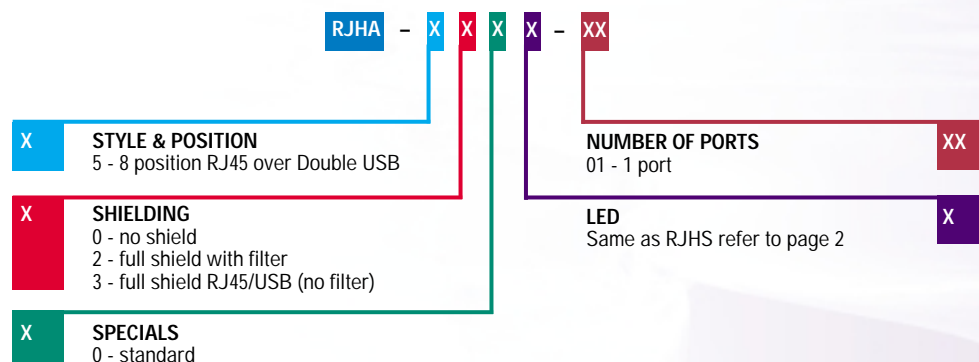 RJHA – X X X X – XX
X STYLE & POSITION
5 - 8 position RJ45 over Double USB
X SHIELDING
0 - no shield
2 - full shield with filter
3 - full shield RJ45/USB (no filter)
X SPECIALS
0 - standard
NUMBER OF PORTS XX
01 - 1 port
LED X
Same as RJHS refer to page 2